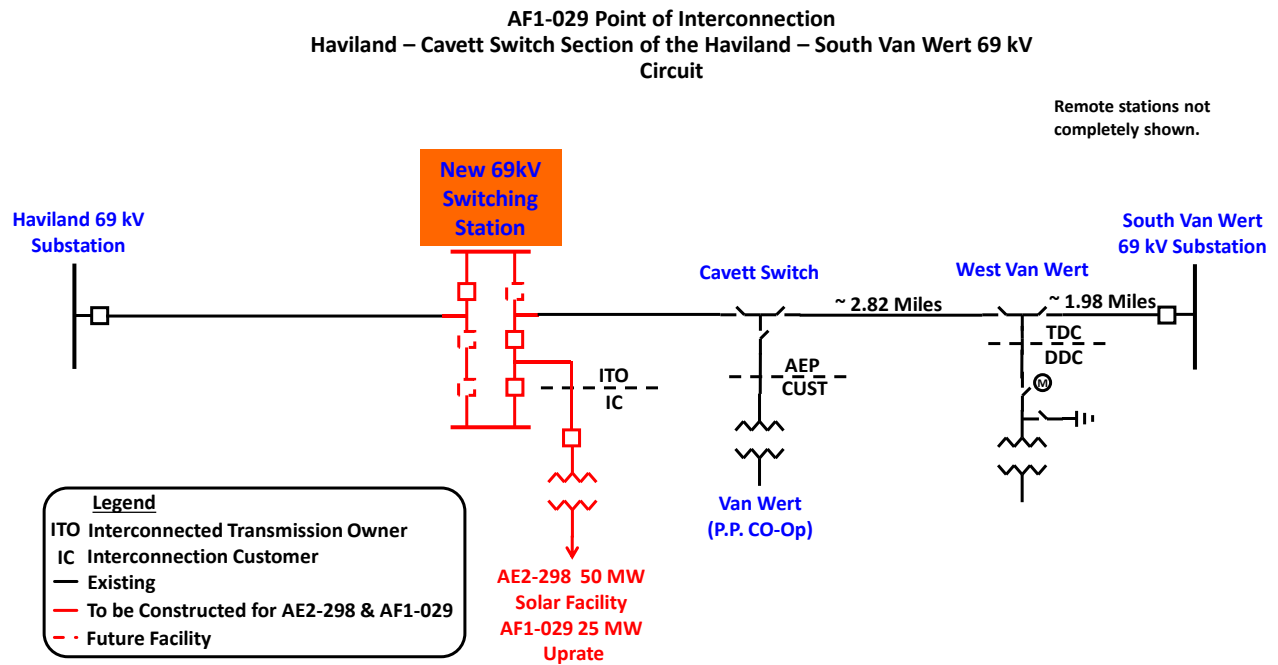 AF1-029 Point of Interconnection
Haviland – Cavett Switch Section of the Haviland – South Van Wert 69 kV
Circuit
Remote stations not
completely shown.
New 69kV
Switching
Station
Haviland 69 kV
Substation
South Van Wert
69 kV Substation
Cavett Switch
West Van Wert
~ 2.82 Miles
~ 1.98 Miles
TDC
DDC
ITO
IC
AEP
CUST
M
Van Wert
(P.P. CO-Op)
AE2-298 50 MW
Solar Facility
AF1-029 25 MW
Uprate
Legend
ITO Interconnected Transmission Owner
IC Interconnection Customer
Existing
To be Constructed for AE2-298 & AF1-029
Future Facility